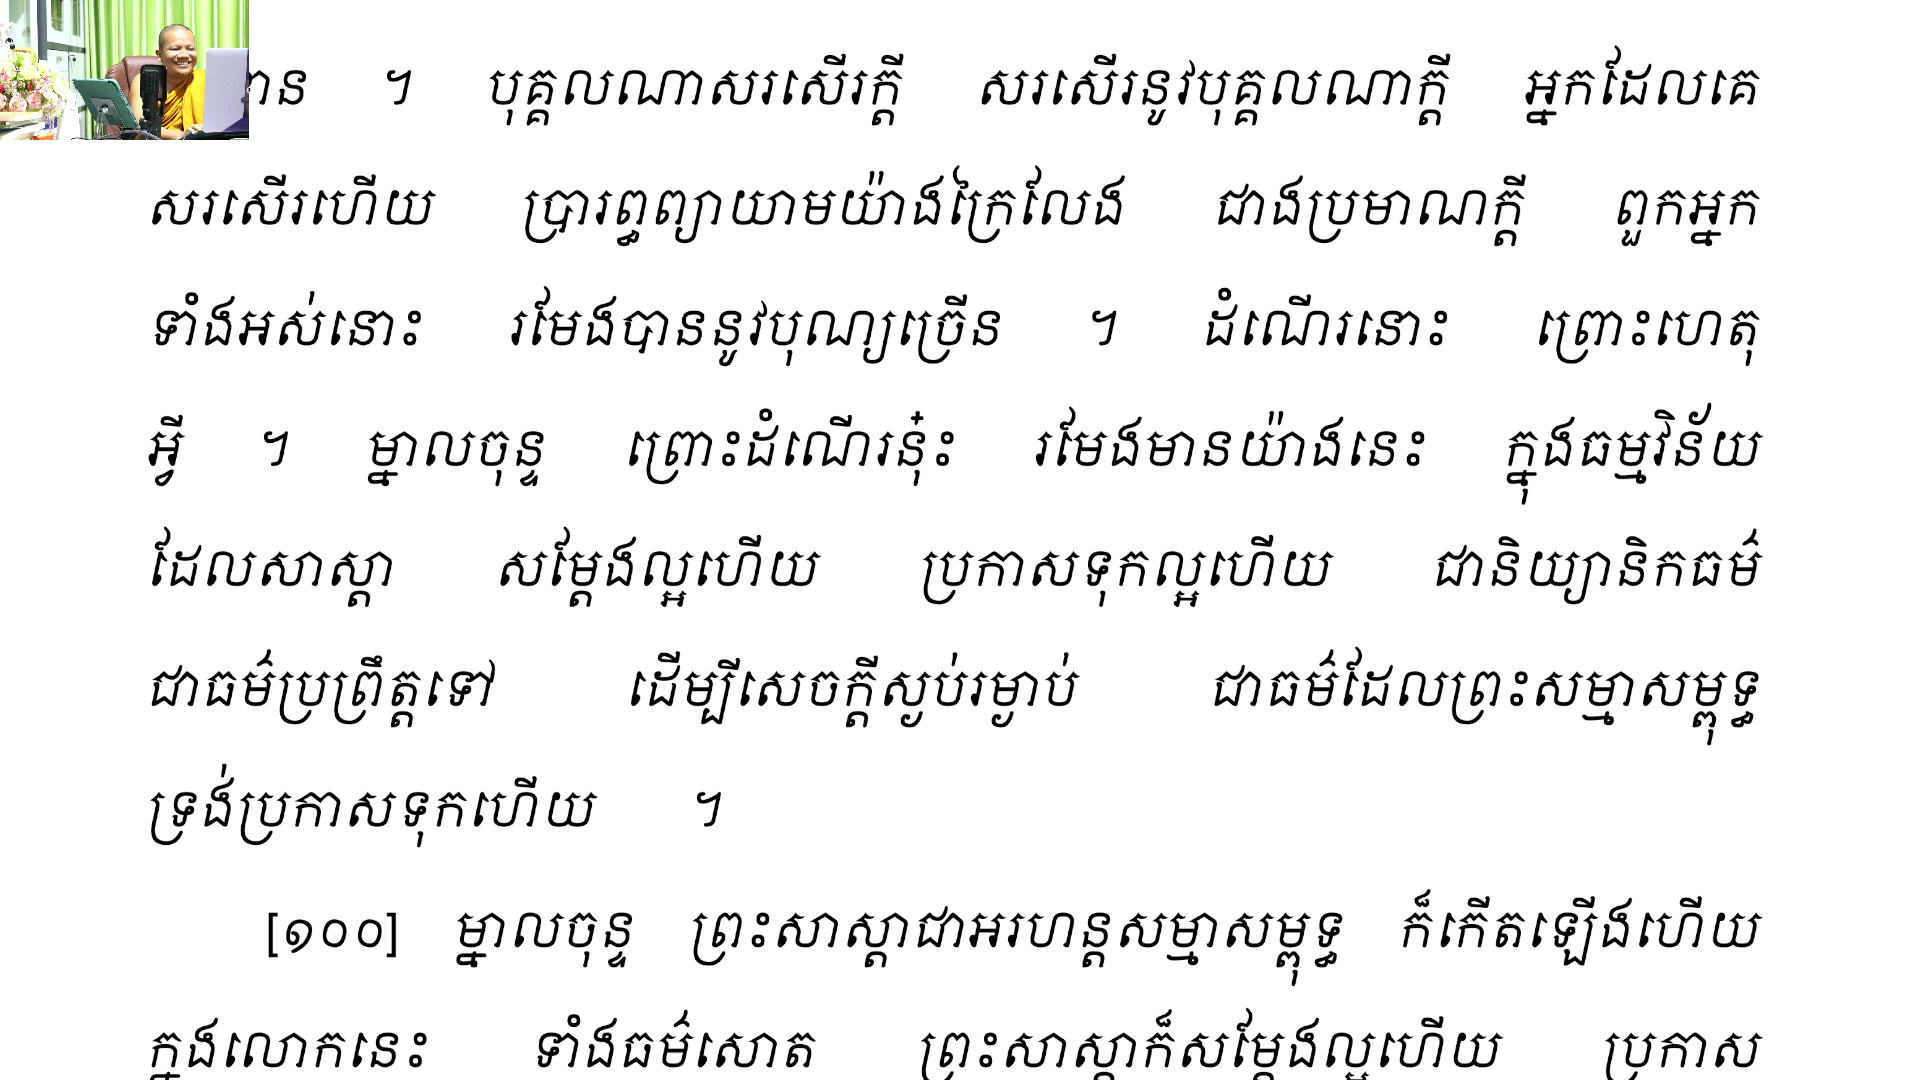 ន ។ បុគ្គលណាសរសើរក្តី សរសើរនូវបុគ្គលណាក្តី អ្នកដែលគេ
សរសើរហើយ ប្រារព្ធព្យាយាមយ៉ាងក្រៃលែង ជាងប្រមាណក្តី ពួកអ្នក
ទាំងអស់នោះ រមែងបាននូវបុណ្យច្រើន ។ ដំណើរនោះ ព្រោះហេតុ
អ្វី ។ ម្នាលចុន្ទ ព្រោះដំណើរនុ៎ះ រមែងមានយ៉ាងនេះ ក្នុងធម្មវិន័យ
ដែលសាស្តា សម្តែងល្អហើយ ប្រកាសទុកល្អហើយ ជានិយ្យានិកធម៌
ជាធម៌ប្រព្រឹត្តទៅ ដើម្បីសេចក្តីស្ងប់រម្ងាប់ ជាធម៌ដែលព្រះសម្មាសម្ពុទ្ធ
ទ្រង់ប្រកាសទុកហើយ ។
[១០០] ម្នាលចុន្ទ ព្រះសាស្តាជាអរហន្តសម្មាសម្ពុទ្ធ ក៏កើតឡើងហើយ
ក្នុងលោកនេះ ទាំងធម៌សោត ព្រះសាស្តាក៏សម្តែងល្អហើយ ប្រកាស